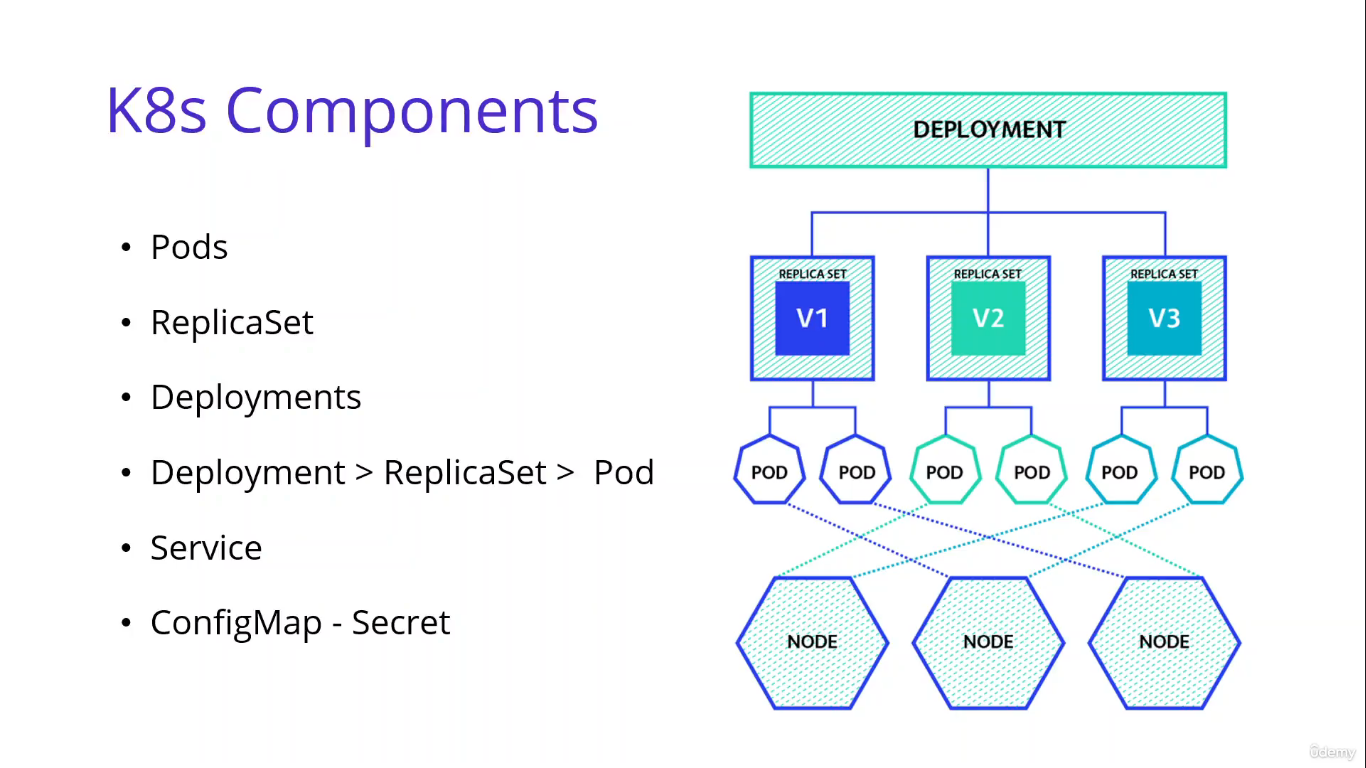 K8s Components
• Pods
• ReplicaSet
• Deployments
• Deployment > ReplicaSet > Pod
• Service
• ConfigMap - Secret
DEPLOYMENT
REPLICA SET REPLICA SET REPLICA SET
V1 V2 V3
POD POD POD POD POD POD
NODE NODE NODE
ûdemy